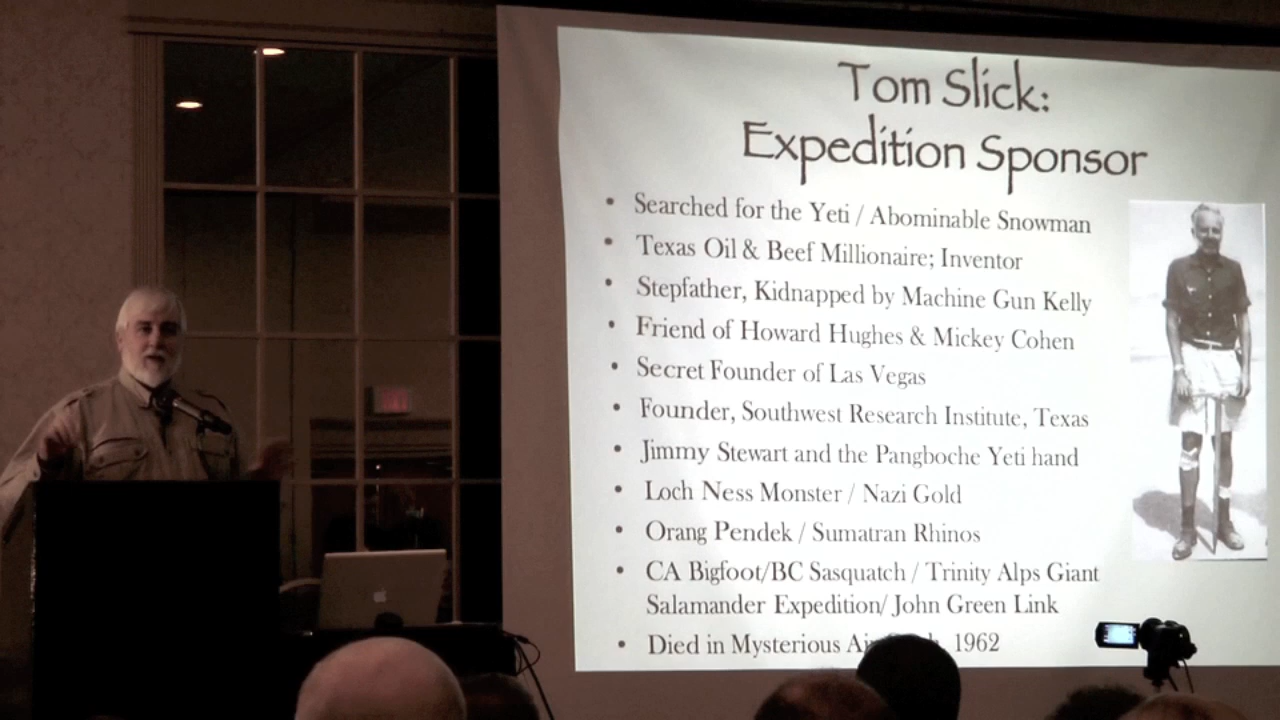 Tom Slick:
Expedition Sponsor
• Searched for the Yeti / Abominable Snowman
• Texas Oil & Beef Millionaire; Inventor
• Stepfather, Kidnapped by Machine Gun Kelly
• Friend of Howard Hughes & Mickey Cohen
• Secret Founder of Las Vegas
• Founder, Southwest Research Institute, Texas
• Jimmy Stewart and the Pangboche Yeti hand
• Loch Ness Monster / Nazi Gold
• Orang Pendek / Sumatran Rhinos
• CA Bigfoot/BC Sasquatch / Trinity Alps Giant
Salamander Expedition/ John Green Link
• Died in Mysterious 1962